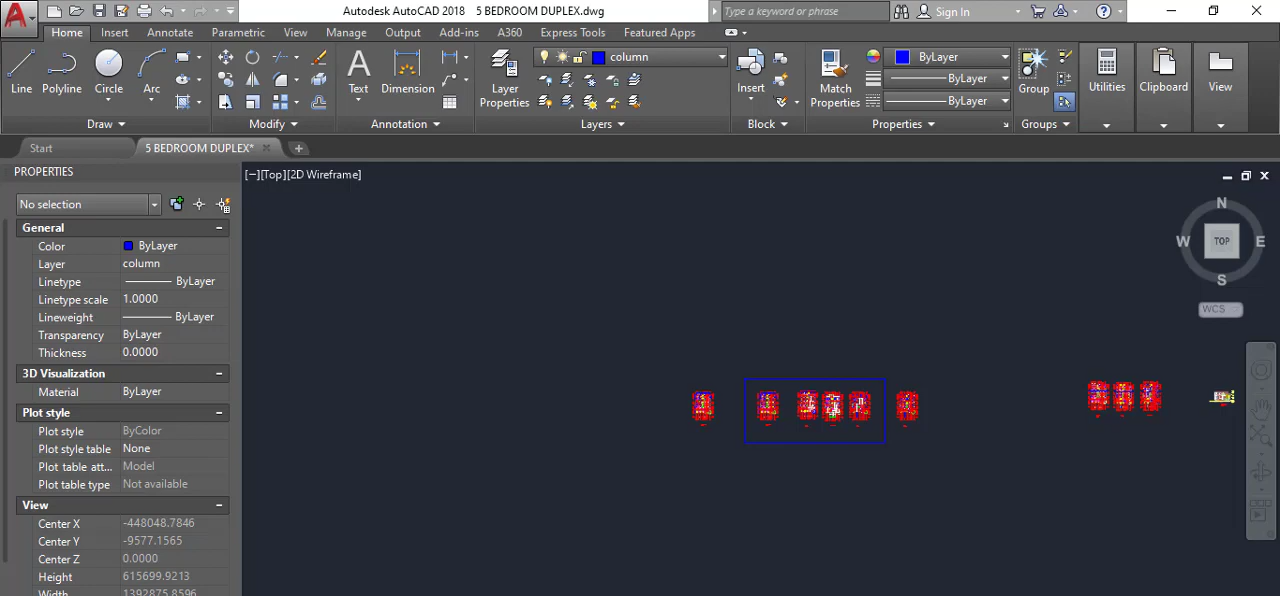 Autodesk AutoCAD 2018 5 BEDROOM DUPLEX.dwg Type a keyword or phrase Sign In
Home Insert Annotate Parametric View Manage Output Add-ins A360 Express Tools Featured Apps
Line Polyline Circle Arc
Text Dimension
Layer Properties
column
Insert
Match Properties
ByLayer
ByLayer
ByLayer
Group
Utilities Clipboard View
Draw Modify Annotation Layers Block Properties Groups
Start 5 BEDROOM DUPLEX*
PROPERTIES
[−][Top][2D Wireframe]
No selection
General
Color ByLayer
Layer column
Linetype ByLayer
Linetype scale 1.0000
Lineweight ByLayer
Transparency ByLayer
Thickness 0.0000
3D Visualization
Material ByLayer
Plot style
Plot style ByColor
Plot style table None
Plot table att... Model
Plot table type Not available
View
Center X -448048.7846
Center Y -9577.1565
Center Z 0.0000
Height 615699.9213
Width 1392875.8596
N
W TOP E
S
WCS